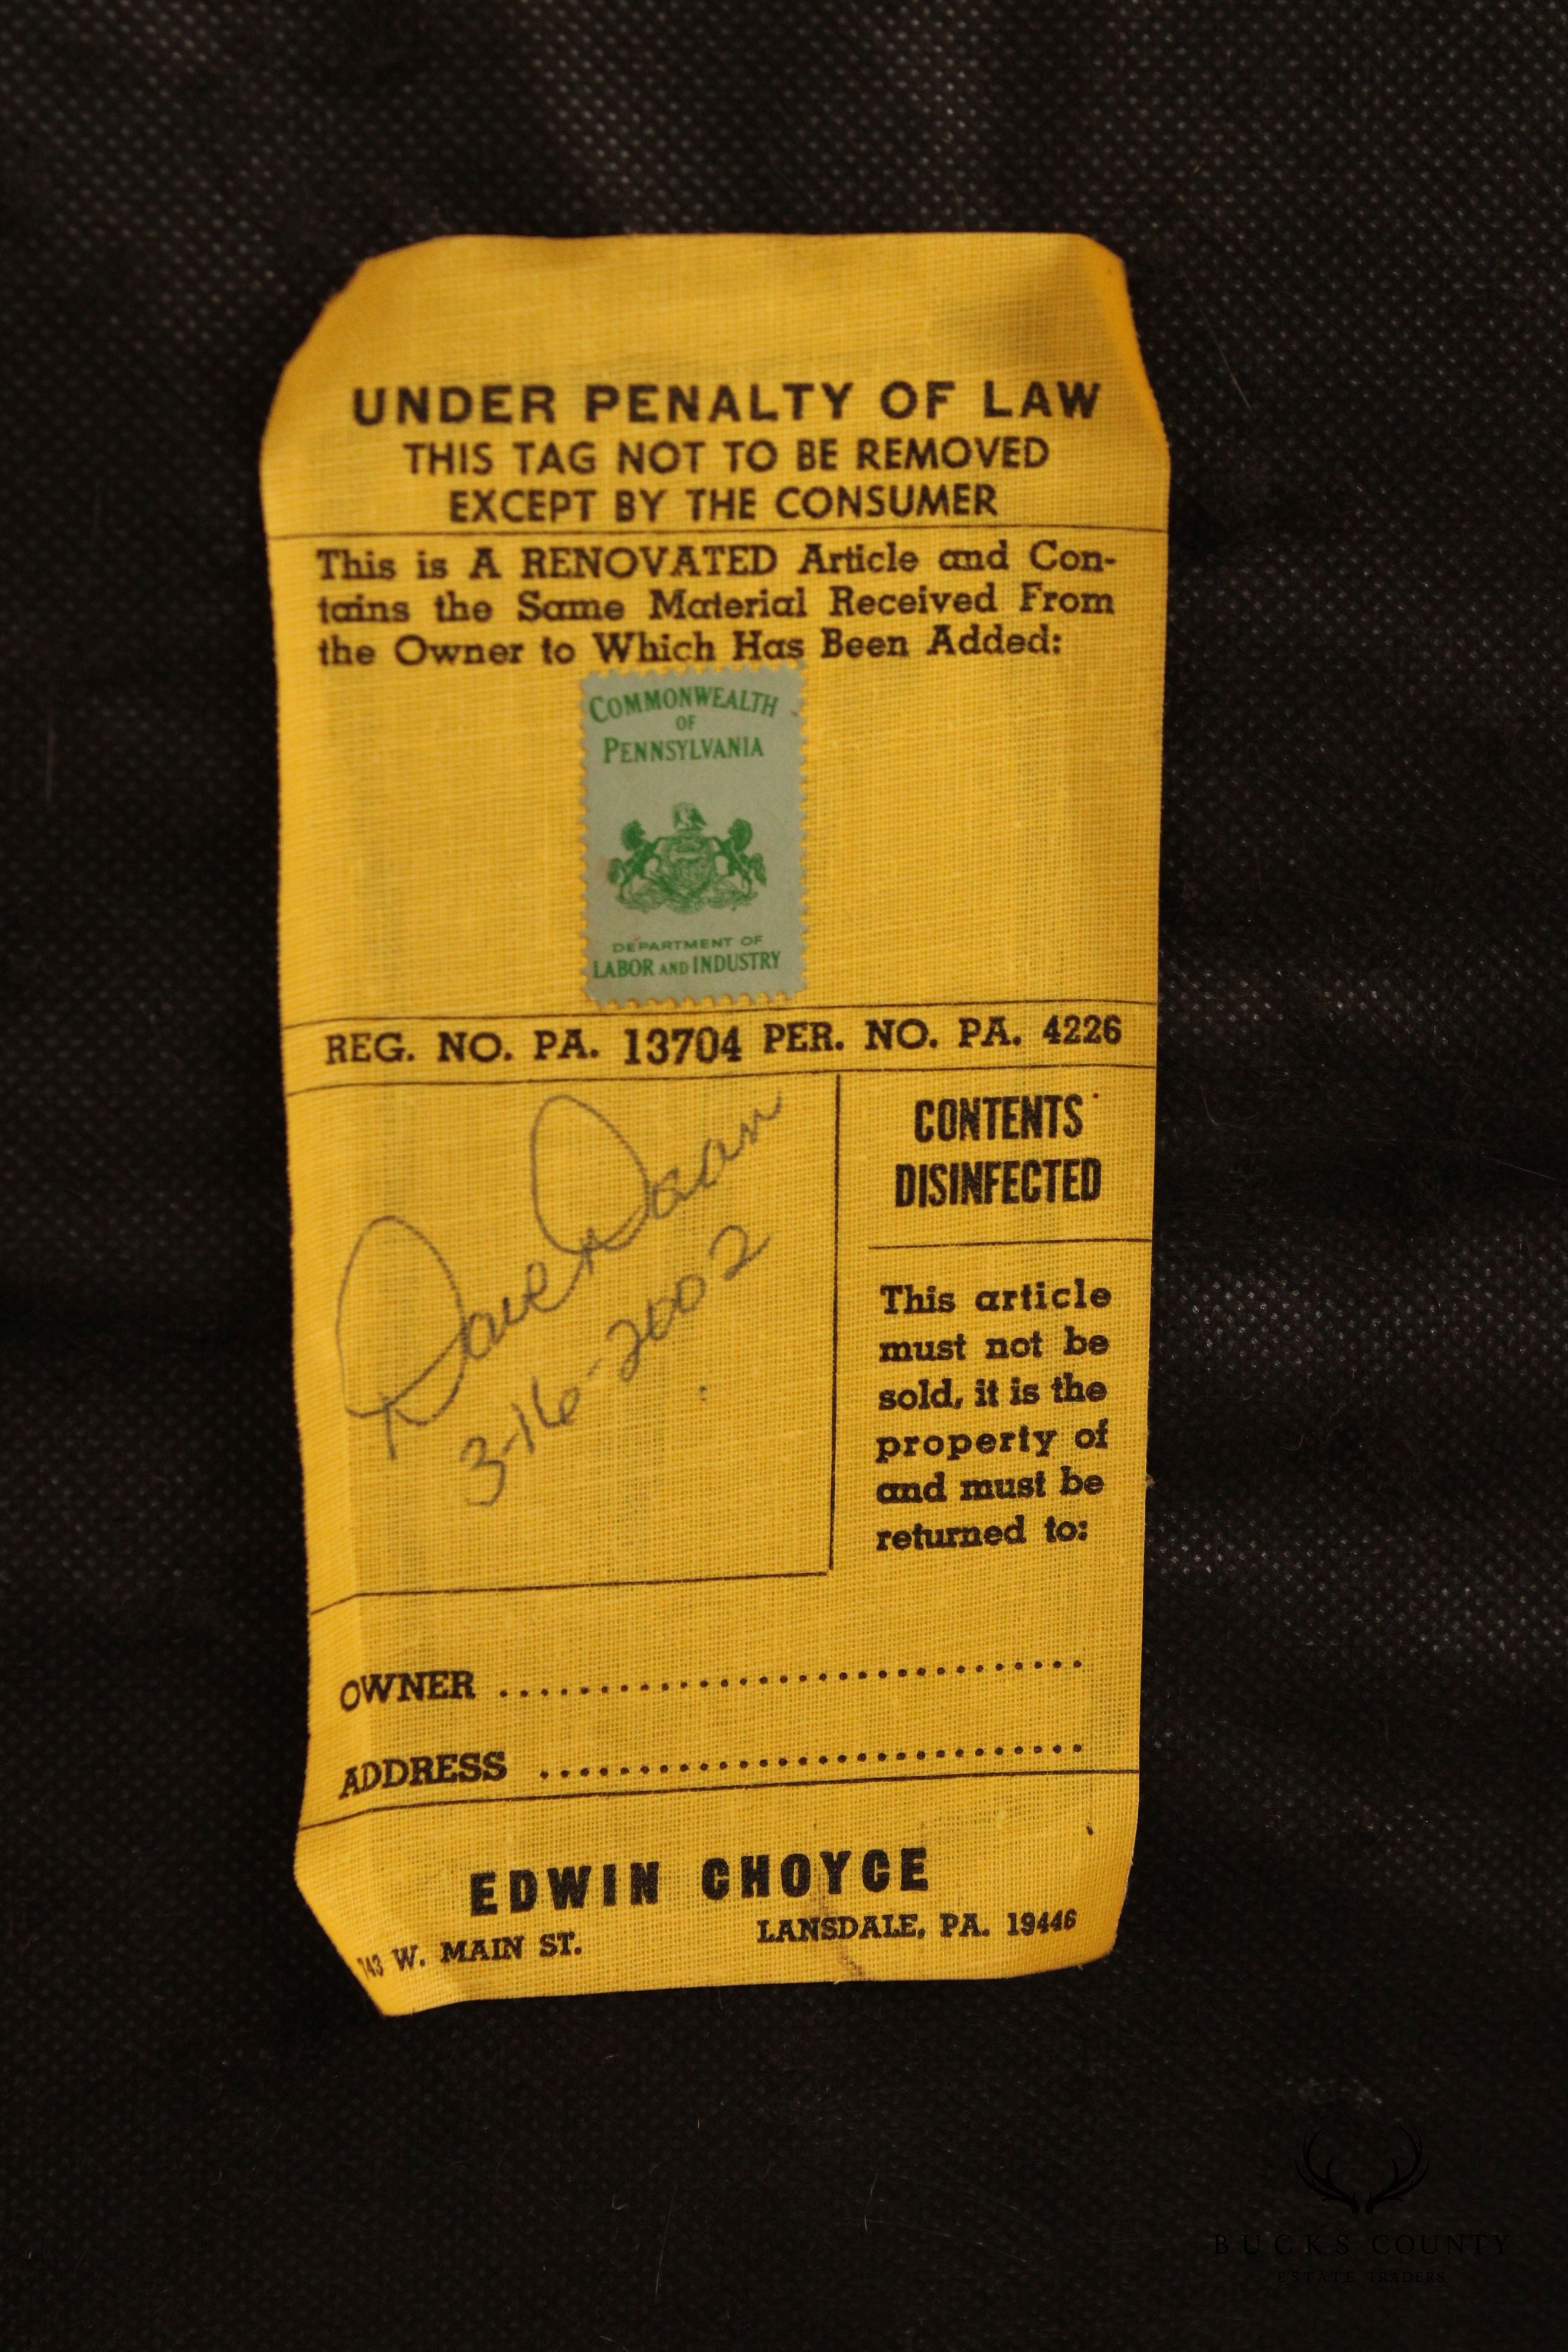 UNDER PENALTY OF LAW
THIS TAG NOT TO BE REMOVED
EXCEPT BY THE CONSUMER
This is A RENOVATED Article and Con-
tains the Same Material Received From
the Owner to Which Has Been Added:
COMMONWEALTH
OF
PENNSYLVANIA
DEPARTMENT OF
LABOR AND INDUSTRY
REG. NO. PA. 13704 PER. NO. PA. 4226
3-16-2002
CONTENTS
DISINFECTED
This article
must not be
sold, it is the
property of
and must be
returned to:
OWNER ..............................
ADDRESS ............................
EDWIN CHOYCE
743 W. MAIN ST. LANSDALE, PA. 19446
BUCKS COUNTY
ESTATE TRADERS